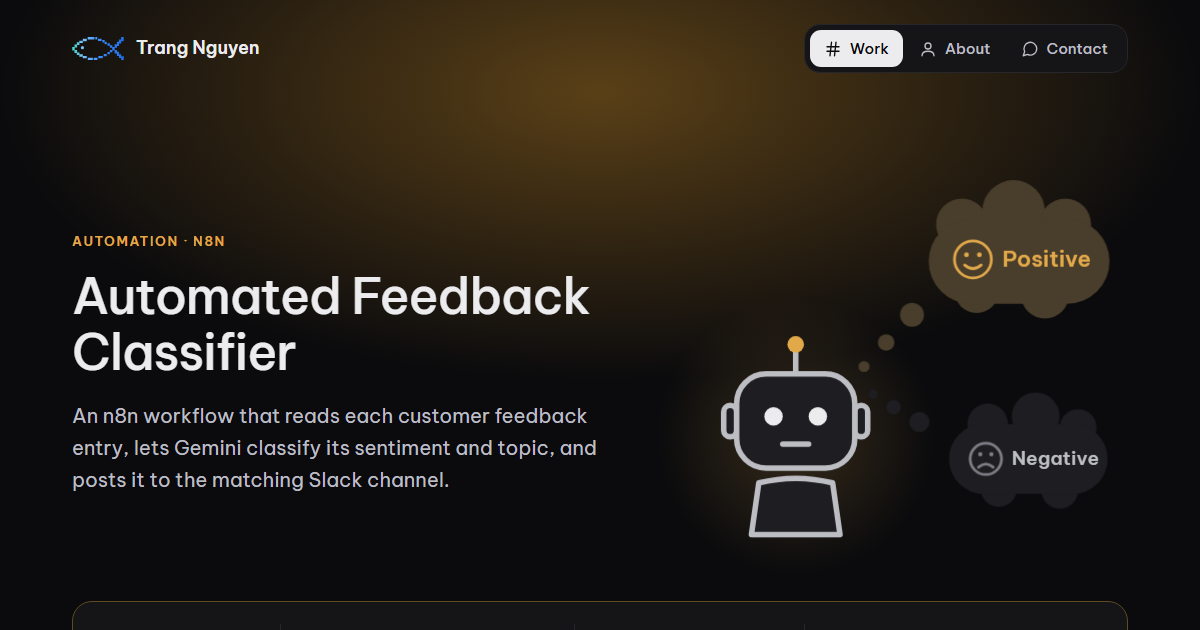 Trang Nguyen
Work
About
Contact
AUTOMATION · N8N
Automated Feedback
Classifier
An n8n workflow that reads each customer feedback
entry, lets Gemini classify its sentiment and topic, and
posts it to the matching Slack channel.
Positive
Negative